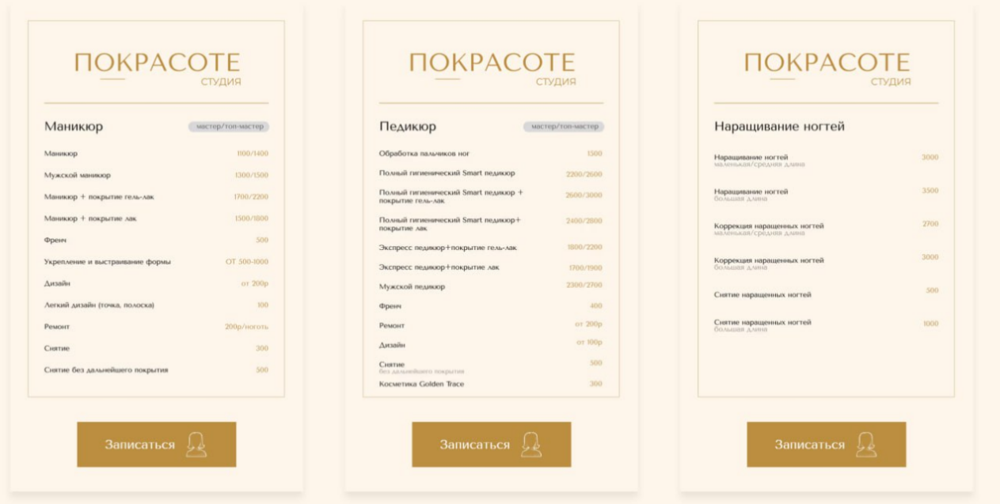 ПОКРАСОТЕ
СТУДИЯ
Маникюр мастер/топ-мастер
Маникюр 1100/1400
Мужской маникюр 1300/1500
Маникюр + покрытие гель-лак 1700/2200
Маникюр + покрытие лак 1500/1800
Френч 500
Укрепление и выстраивание формы ОТ 500-1000
Дизайн от 200р
Легкий дизайн (точка, полоска) 100
Ремонт 200р/ноготь
Снятие 300
Снятие без дальнейшего покрытия 500
Записаться
ПОКРАСОТЕ
СТУДИЯ
Педикюр мастер/топ-мастер
Обработка пальчиков ног 1500
Полный гигиенический Smart педикюр 2200/2600
Полный гигиенический Smart педикюр + 2600/3000
покрытие гель-лак
Полный гигиенический Smart педикюр+ 2400/2800
покрытие лак
Экспресс педикюр+покрытие гель-лак 1800/2200
Экспресс педикюр+покрытие лак 1700/1900
Мужской педикюр 2300/2700
Френч 400
Ремонт от 200р
Дизайн от 100р
Снятие 500
без дальнейшего покрытия
Косметика Golden Trace 300
Записаться
ПОКРАСОТЕ
СТУДИЯ
Наращивание ногтей
Наращивание ногтей 3000
маленькая/средняя длина
Наращивание ногтей 3500
большая длина
Коррекция наращенных ногтей 2700
маленькая/средняя длина
Коррекция наращенных ногтей 3000
большая длина
Снятие наращенных ногтей 500
Снятие наращенных ногтей 1000
большая длина
Записаться